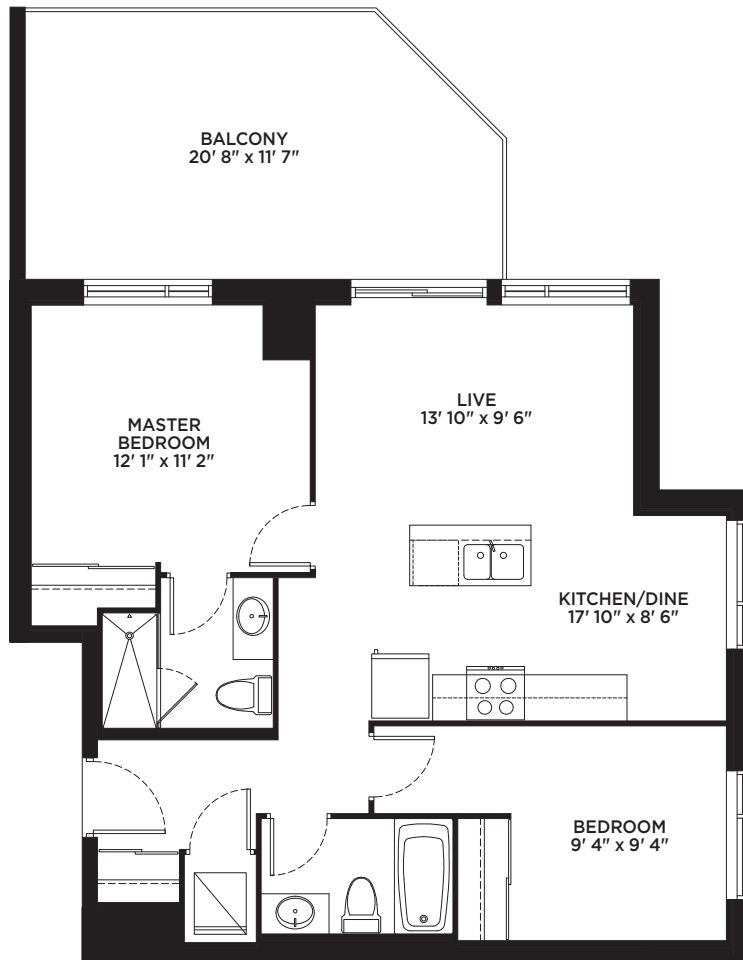 BALCONY
20' 8" x 11' 7"
LIVE
13' 10" x 9' 6"
MASTER
BEDROOM
12' 1" x 11' 2"
KITCHEN/DINE
17' 10" x 8' 6"
BEDROOM
9' 4" x 9' 4"